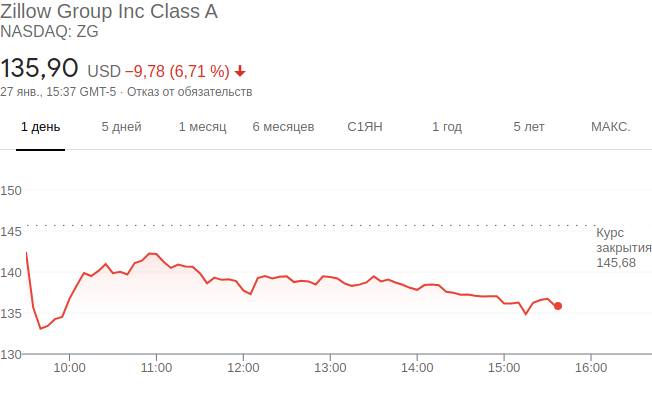 Zillow Group Inc Class A
NASDAQ: ZG
135,90 USD −9,78 (6,71 %)
27 янв., 15:37 GMT-5 · Отказ от обязательств
1 день 5 дней 1 месяц 6 месяцев С1ЯН 1 год 5 лет МАКС.
150
145
Курс
закрытия
145,68
140
135
130
10:00 11:00 12:00 13:00 14:00 15:00 16:00